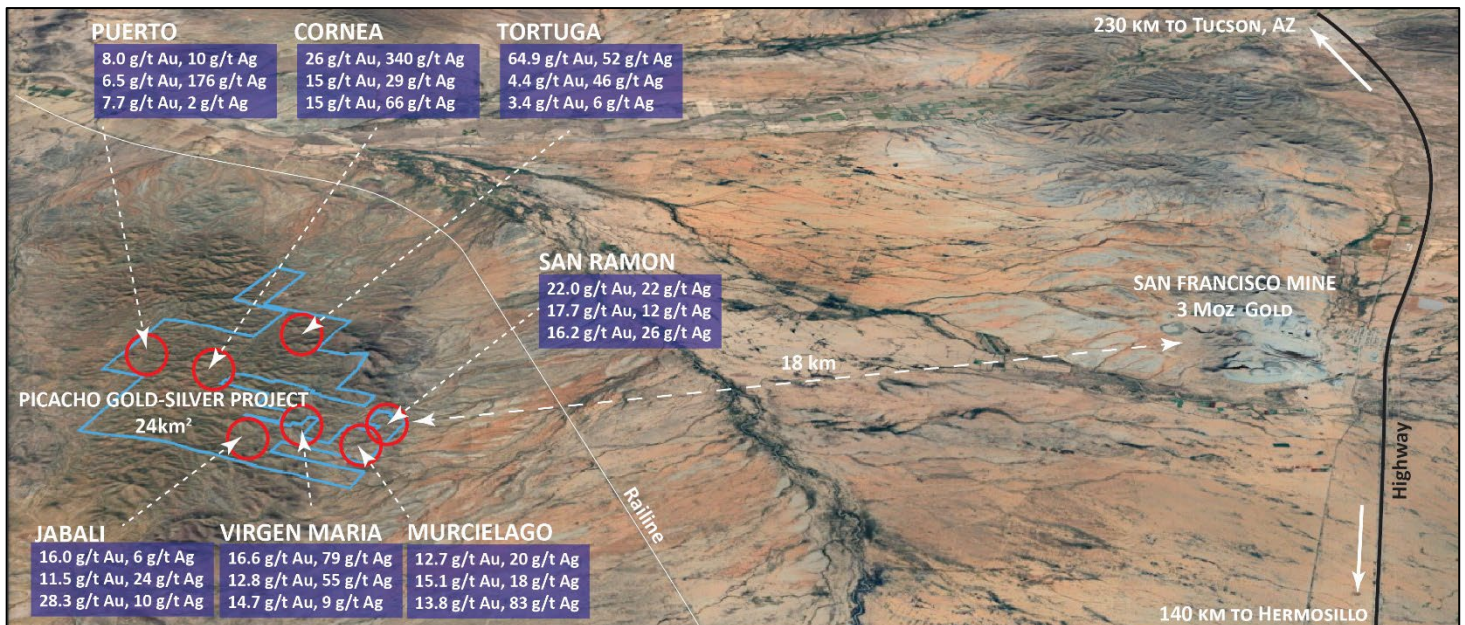 PUERTO
8.0 g/t Au, 10 g/t Ag
6.5 g/t Au, 176 g/t Ag
7.7 g/t Au, 2 g/t Ag
CORNEA
26 g/t Au, 340 g/t Ag
15 g/t Au, 29 g/t Ag
15 g/t Au, 66 g/t Ag
TORTUGA
64.9 g/t Au, 52 g/t Ag
4.4 g/t Au, 46 g/t Ag
3.4 g/t Au, 6 g/t Ag
230 KM TO TUCSON, AZ
SAN RAMON
22.0 g/t Au, 22 g/t Ag
17.7 g/t Au, 12 g/t Ag
16.2 g/t Au, 26 g/t Ag
SAN FRANCISCO MINE
3 MOZ GOLD
18 km
PICACHO GOLD-SILVER PROJECT
24km²
Railine
Highway
JABALI
16.0 g/t Au, 6 g/t Ag
11.5 g/t Au, 24 g/t Ag
28.3 g/t Au, 10 g/t Ag
VIRGEN MARIA
16.6 g/t Au, 79 g/t Ag
12.8 g/t Au, 55 g/t Ag
14.7 g/t Au, 9 g/t Ag
MURCIELAGO
12.7 g/t Au, 20 g/t Ag
15.1 g/t Au, 18 g/t Ag
13.8 g/t Au, 83 g/t Ag
140 KM TO HERMOSILLO